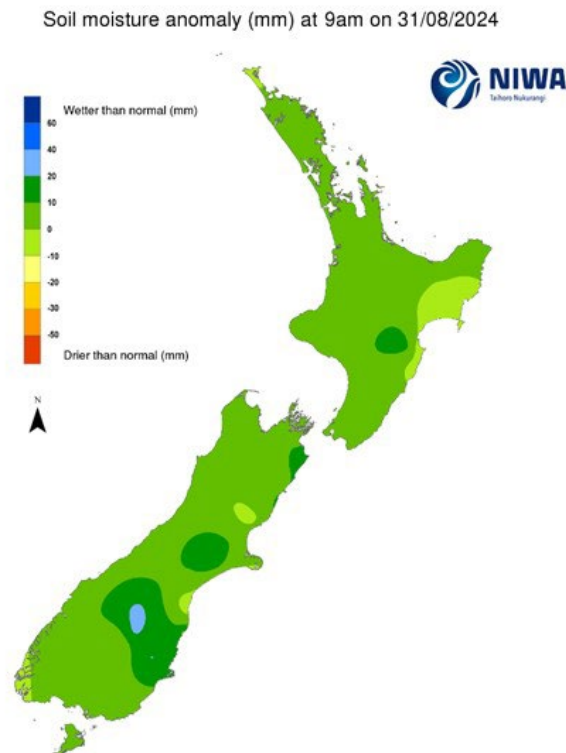 Soil moisture anomaly (mm) at 9am on 31/08/2024
NIWA
Taihoro Nukurangi
Wetter than normal (mm)
60
40
20
10
0
-10
-20
-30
-50
Drier than normal (mm)
N